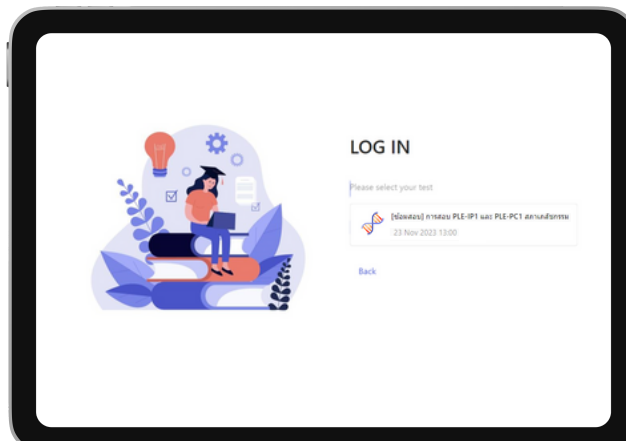 LOG IN
Please select your test
[ซ้อมสอบ] การสอบ PLE-IP1 และ PLE-PC1 สภาเภสัชกรรม
23 Nov 2023 13:00
Back